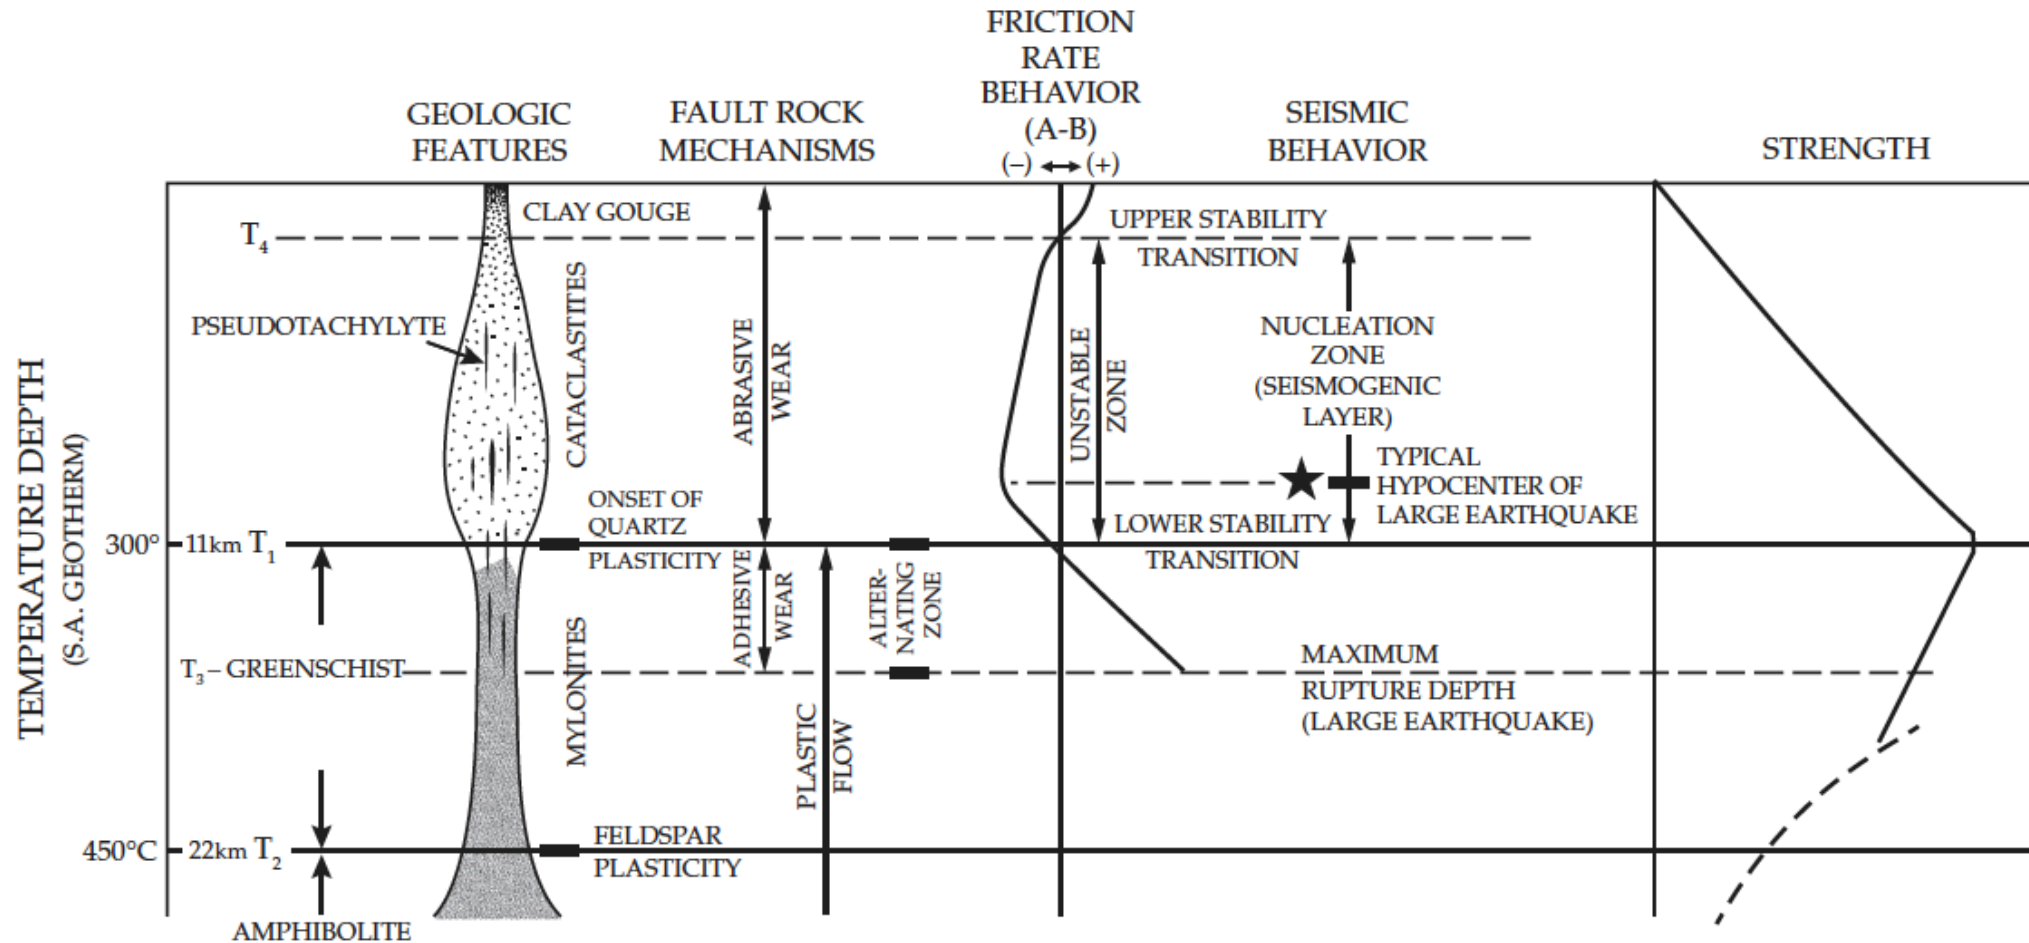 FRICTION
RATE
BEHAVIOR
(A-B)
(–) (+)
GEOLOGIC
FEATURES
FAULT ROCK
MECHANISMS
SEISMIC
BEHAVIOR
STRENGTH
TEMPERATURE DEPTH
(S.A. GEOTHERM)
CLAY GOUGE
T4
UPPER STABILITY
TRANSITION
PSEUDOTACHYLYTE
CATACLASTITES
ABRASIVE
WEAR
UNSTABLE
ZONE
NUCLEATION
ZONE
(SEISMOGENIC
LAYER)
TYPICAL
HYPOCENTER OF
LARGE EARTHQUAKE
ONSET OF
QUARTZ
PLASTICITY
LOWER STABILITY
TRANSITION
300° 11km T1
ADHESIVE
WEAR
ALTER-
NATING
ZONE
T3 – GREENSCHIST
MYLONITES
MAXIMUM
RUPTURE DEPTH
(LARGE EARTHQUAKE)
PLASTIC
FLOW
450°C 22km T2
FELDSPAR
PLASTICITY
AMPHIBOLITE